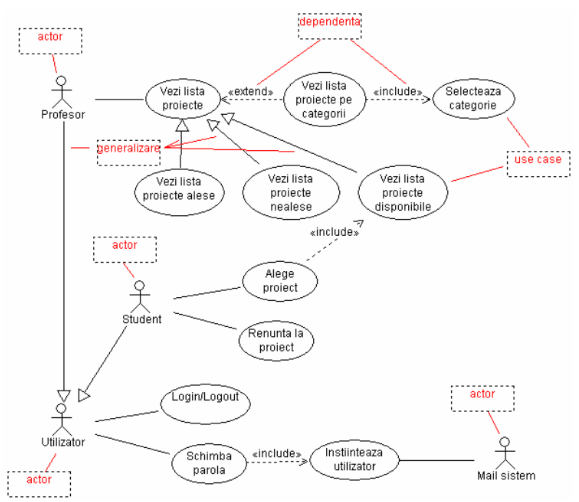 dependenta
actor
Vezi lista
proiecte
«extend»
Vezi lista
proiecte pe
categorii
«include»
Selecteaza
categorie
Profesor
generalizare
use case
Vezi lista
proiecte alese
Vezi lista
proiecte
nealese
Vezi lista
proiecte
disponibile
«include»
actor
Alege
proiect
Student
Renunta la
proiect
Login/Logout
actor
Utilizator
Schimba
parola
«include»
Instiinteaza
utilizator
Mail sistem
actor